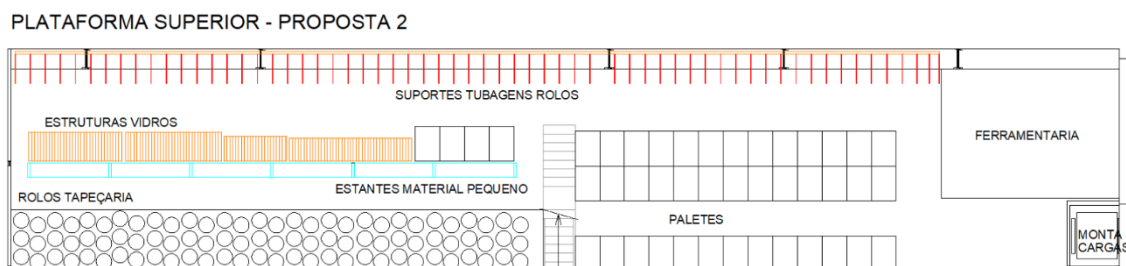 PLATAFORMA SUPERIOR - PROPOSTA 2
SUPORTES TUBAGENS ROLOS
ESTRUTURAS VIDROS
FERRAMENTARIA
ESTANTES MATERIAL PEQUENO
ROLOS TAPEÇARIA
PALETES
MONTA
CARGAS